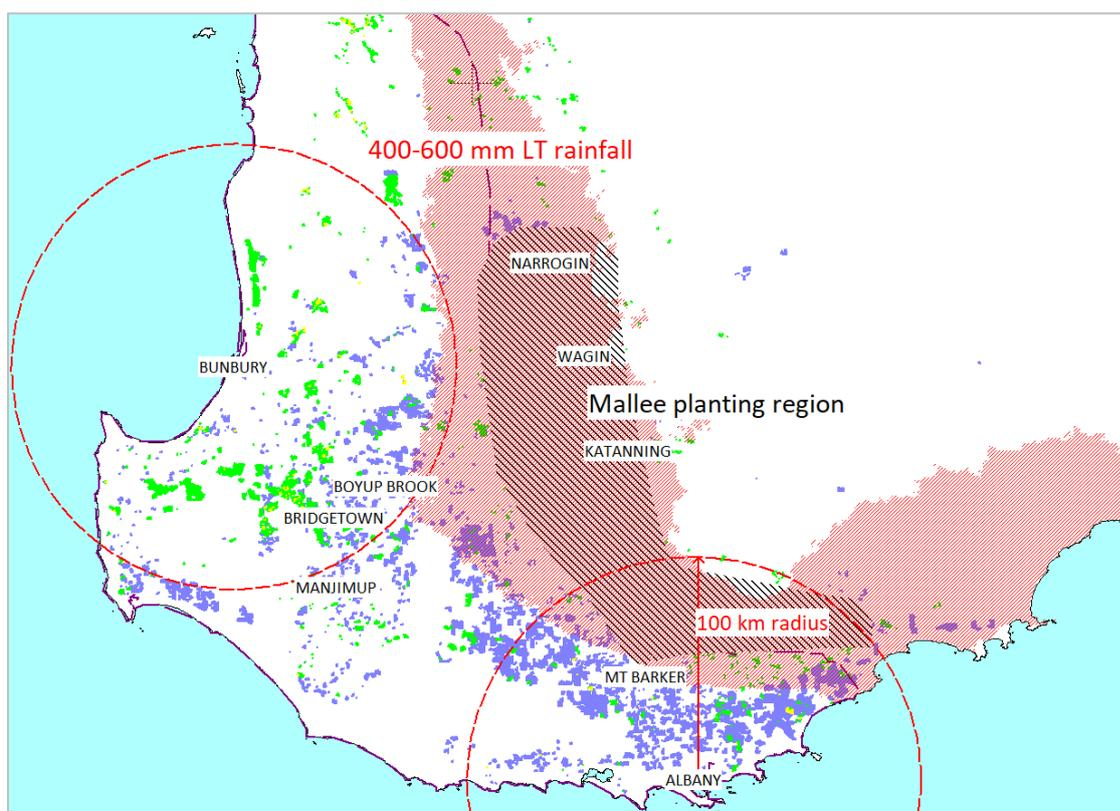 400-600 mm LT rainfall
NARROGIN
WAGIN
BUNBURY
Mallee planting region
KATANNING
BOYUP BROOK
BRIDGETOWN
MANJIMUP
100 km radius
MT BARKER
ALBANY